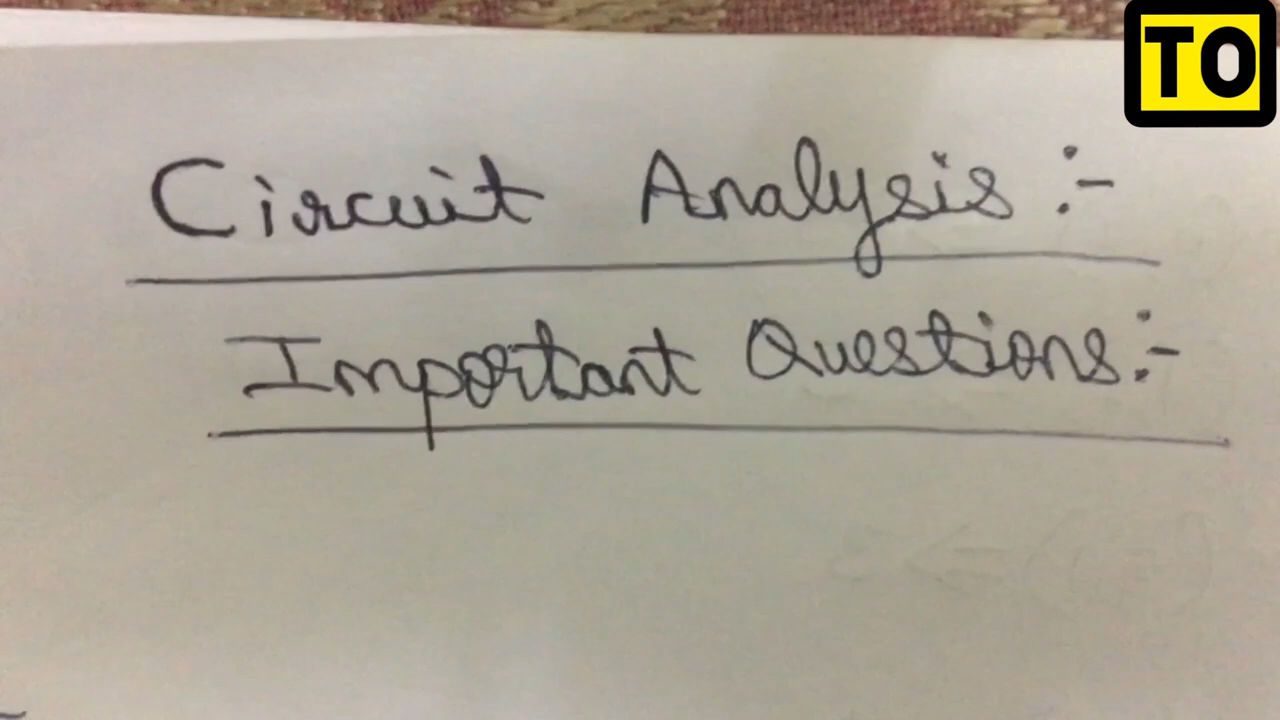 TO
Circuit Analysis :-
Important Questions :-